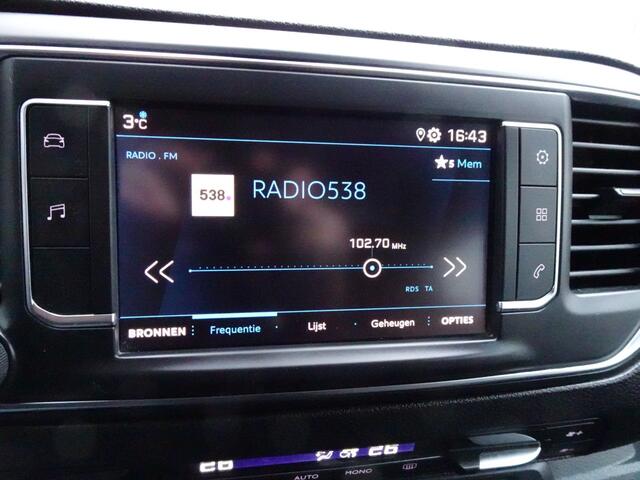 3°C 16:43
RADIO . FM 5 Mem
538 RADIO538
102.70 MHz
RDS TA
BRONNEN Frequentie Lijst Geheugen OPTIES
AUTO MONO